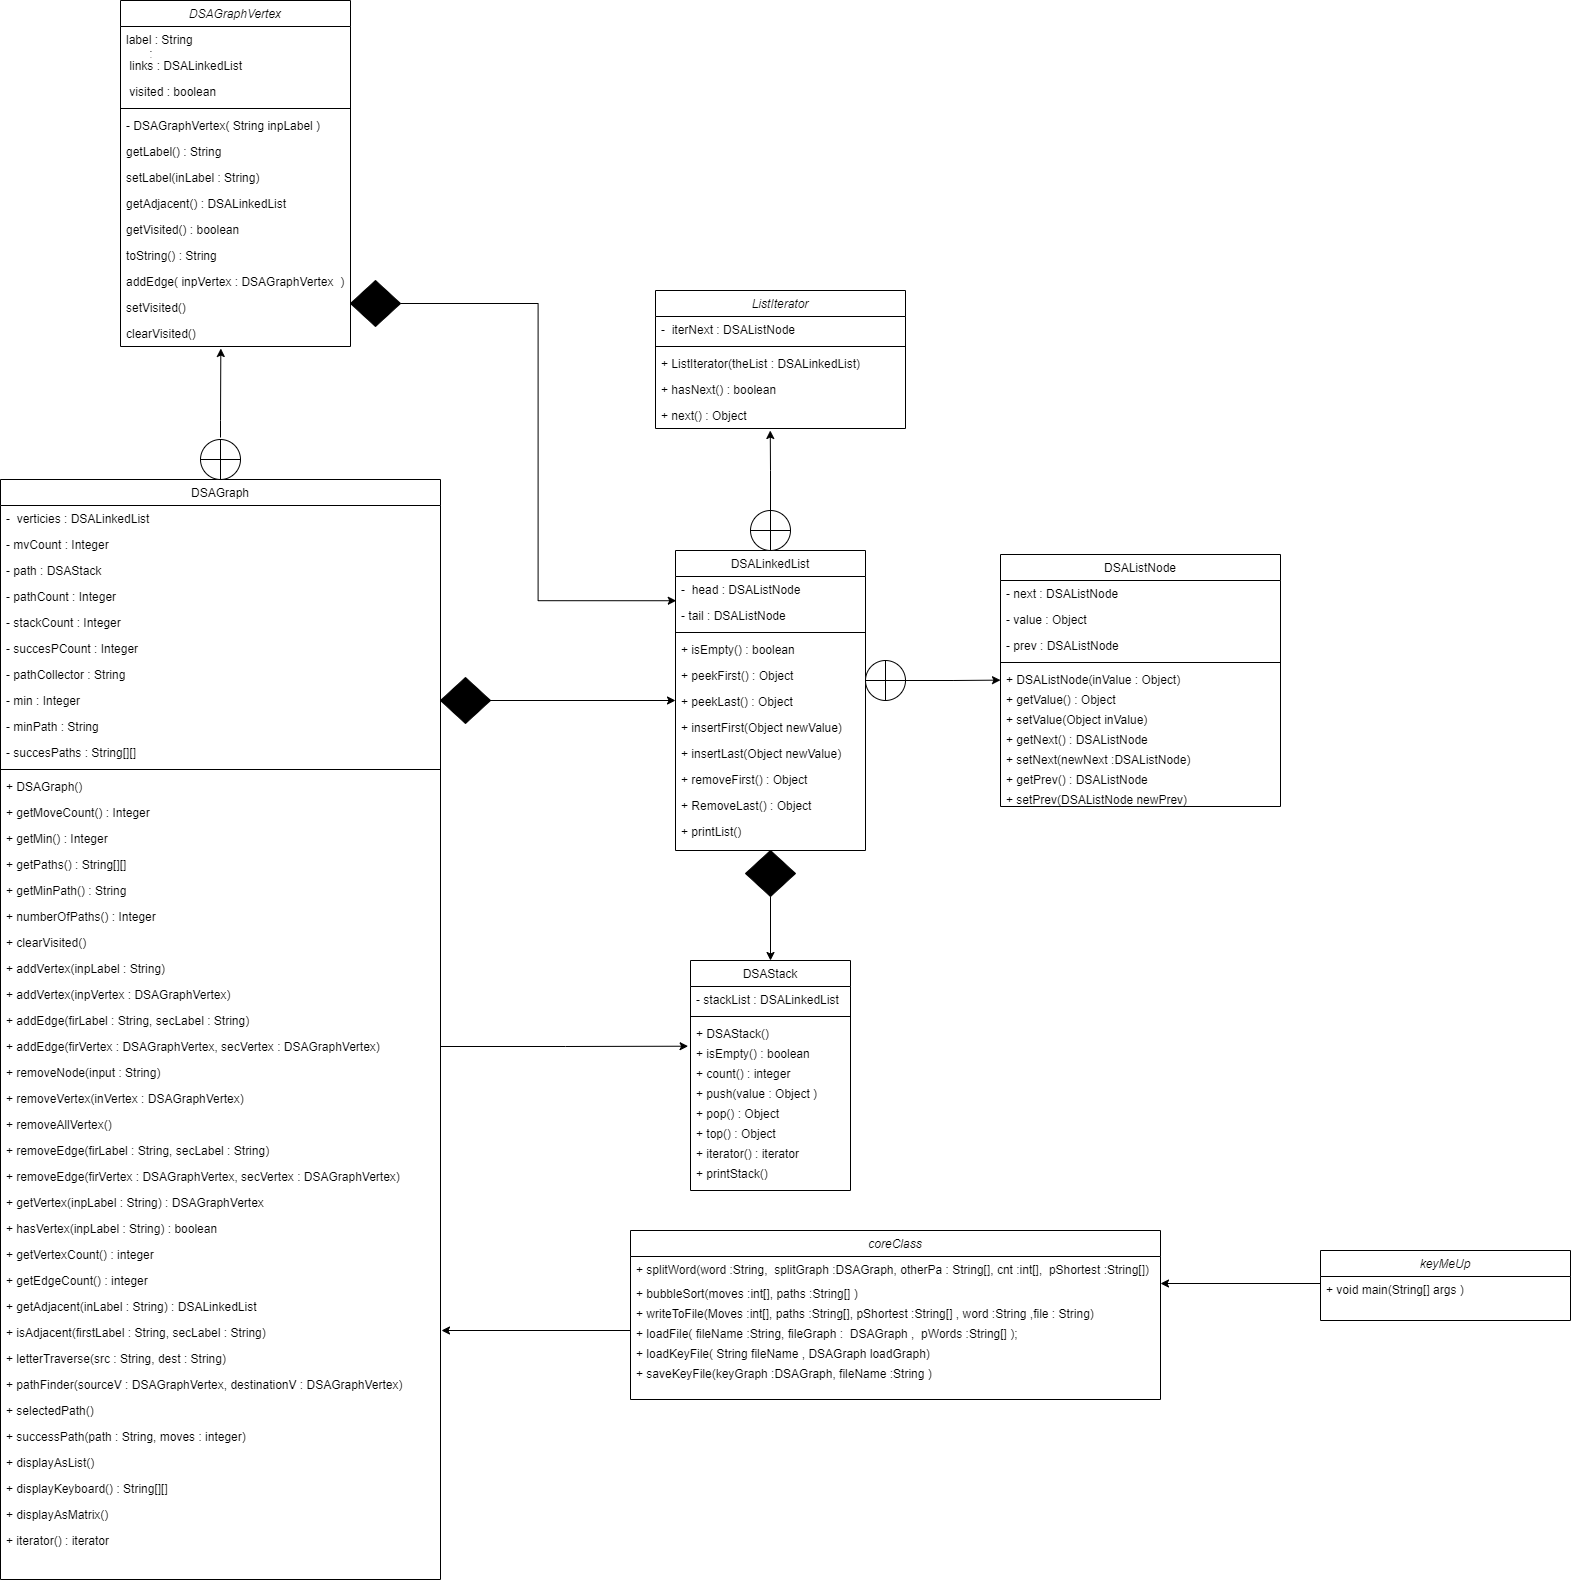 DSAGraphVertex
label : String
:
links : DSALinkedList
visited : boolean
- DSAGraphVertex( String inpLabel )
getLabel() : String
setLabel(inLabel : String)
getAdjacent() : DSALinkedList
getVisited() : boolean
toString() : String
addEdge( inpVertex : DSAGraphVertex )
setVisited()
clearVisited()
ListIterator
- iterNext : DSAListNode
+ ListIterator(theList : DSALinkedList)
+ hasNext() : boolean
+ next() : Object
DSAGraph
- verticies : DSALinkedList
- mvCount : Integer
- path : DSAStack
- pathCount : Integer
- stackCount : Integer
- succesPCount : Integer
- pathCollector : String
- min : Integer
- minPath : String
- succesPaths : String[][]
+ DSAGraph()
+ getMoveCount() : Integer
+ getMin() : Integer
+ getPaths() : String[][]
+ getMinPath() : String
+ numberOfPaths() : Integer
+ clearVisited()
+ addVertex(inpLabel : String)
+ addVertex(inpVertex : DSAGraphVertex)
+ addEdge(firLabel : String, secLabel : String)
+ addEdge(firVertex : DSAGraphVertex, secVertex : DSAGraphVertex)
+ removeNode(input : String)
+ removeVertex(inVertex : DSAGraphVertex)
+ removeAllVertex()
+ removeEdge(firLabel : String, secLabel : String)
+ removeEdge(firVertex : DSAGraphVertex, secVertex : DSAGraphVertex)
+ getVertex(inpLabel : String) : DSAGraphVertex
+ hasVertex(inpLabel : String) : boolean
+ getVertexCount() : integer
+ getEdgeCount() : integer
+ getAdjacent(inLabel : String) : DSALinkedList
+ isAdjacent(firstLabel : String, secLabel : String)
+ letterTraverse(src : String, dest : String)
+ pathFinder(sourceV : DSAGraphVertex, destinationV : DSAGraphVertex)
+ selectedPath()
+ successPath(path : String, moves : integer)
+ displayAsList()
+ displayKeyboard() : String[][]
+ displayAsMatrix()
+ iterator() : iterator
DSALinkedList
- head : DSAListNode
- tail : DSAListNode
+ isEmpty() : boolean
+ peekFirst() : Object
+ peekLast() : Object
+ insertFirst(Object newValue)
+ insertLast(Object newValue)
+ removeFirst() : Object
+ RemoveLast() : Object
+ printList()
DSAListNode
- next : DSAListNode
- value : Object
- prev : DSAListNode
+ DSAListNode(inValue : Object)
+ getValue() : Object
+ setValue(Object inValue)
+ getNext() : DSAListNode
+ setNext(newNext :DSAListNode)
+ getPrev() : DSAListNode
+ setPrev(DSAListNode newPrev)
DSAStack
- stackList : DSALinkedList
+ DSAStack()
+ isEmpty() : boolean
+ count() : integer
+ push(value : Object )
+ pop() : Object
+ top() : Object
+ iterator() : iterator
+ printStack()
coreClass
+ splitWord(word :String, splitGraph :DSAGraph, otherPa : String[], cnt :int[], pShortest :String[])
+ bubbleSort(moves :int[], paths :String[] )
+ writeToFile(Moves :int[], paths :String[], pShortest :String[] , word :String ,file : String)
+ loadFile( fileName :String, fileGraph : DSAGraph , pWords :String[] );
+ loadKeyFile( String fileName , DSAGraph loadGraph)
+ saveKeyFile(keyGraph :DSAGraph, fileName :String )
keyMeUp
+ void main(String[] args )